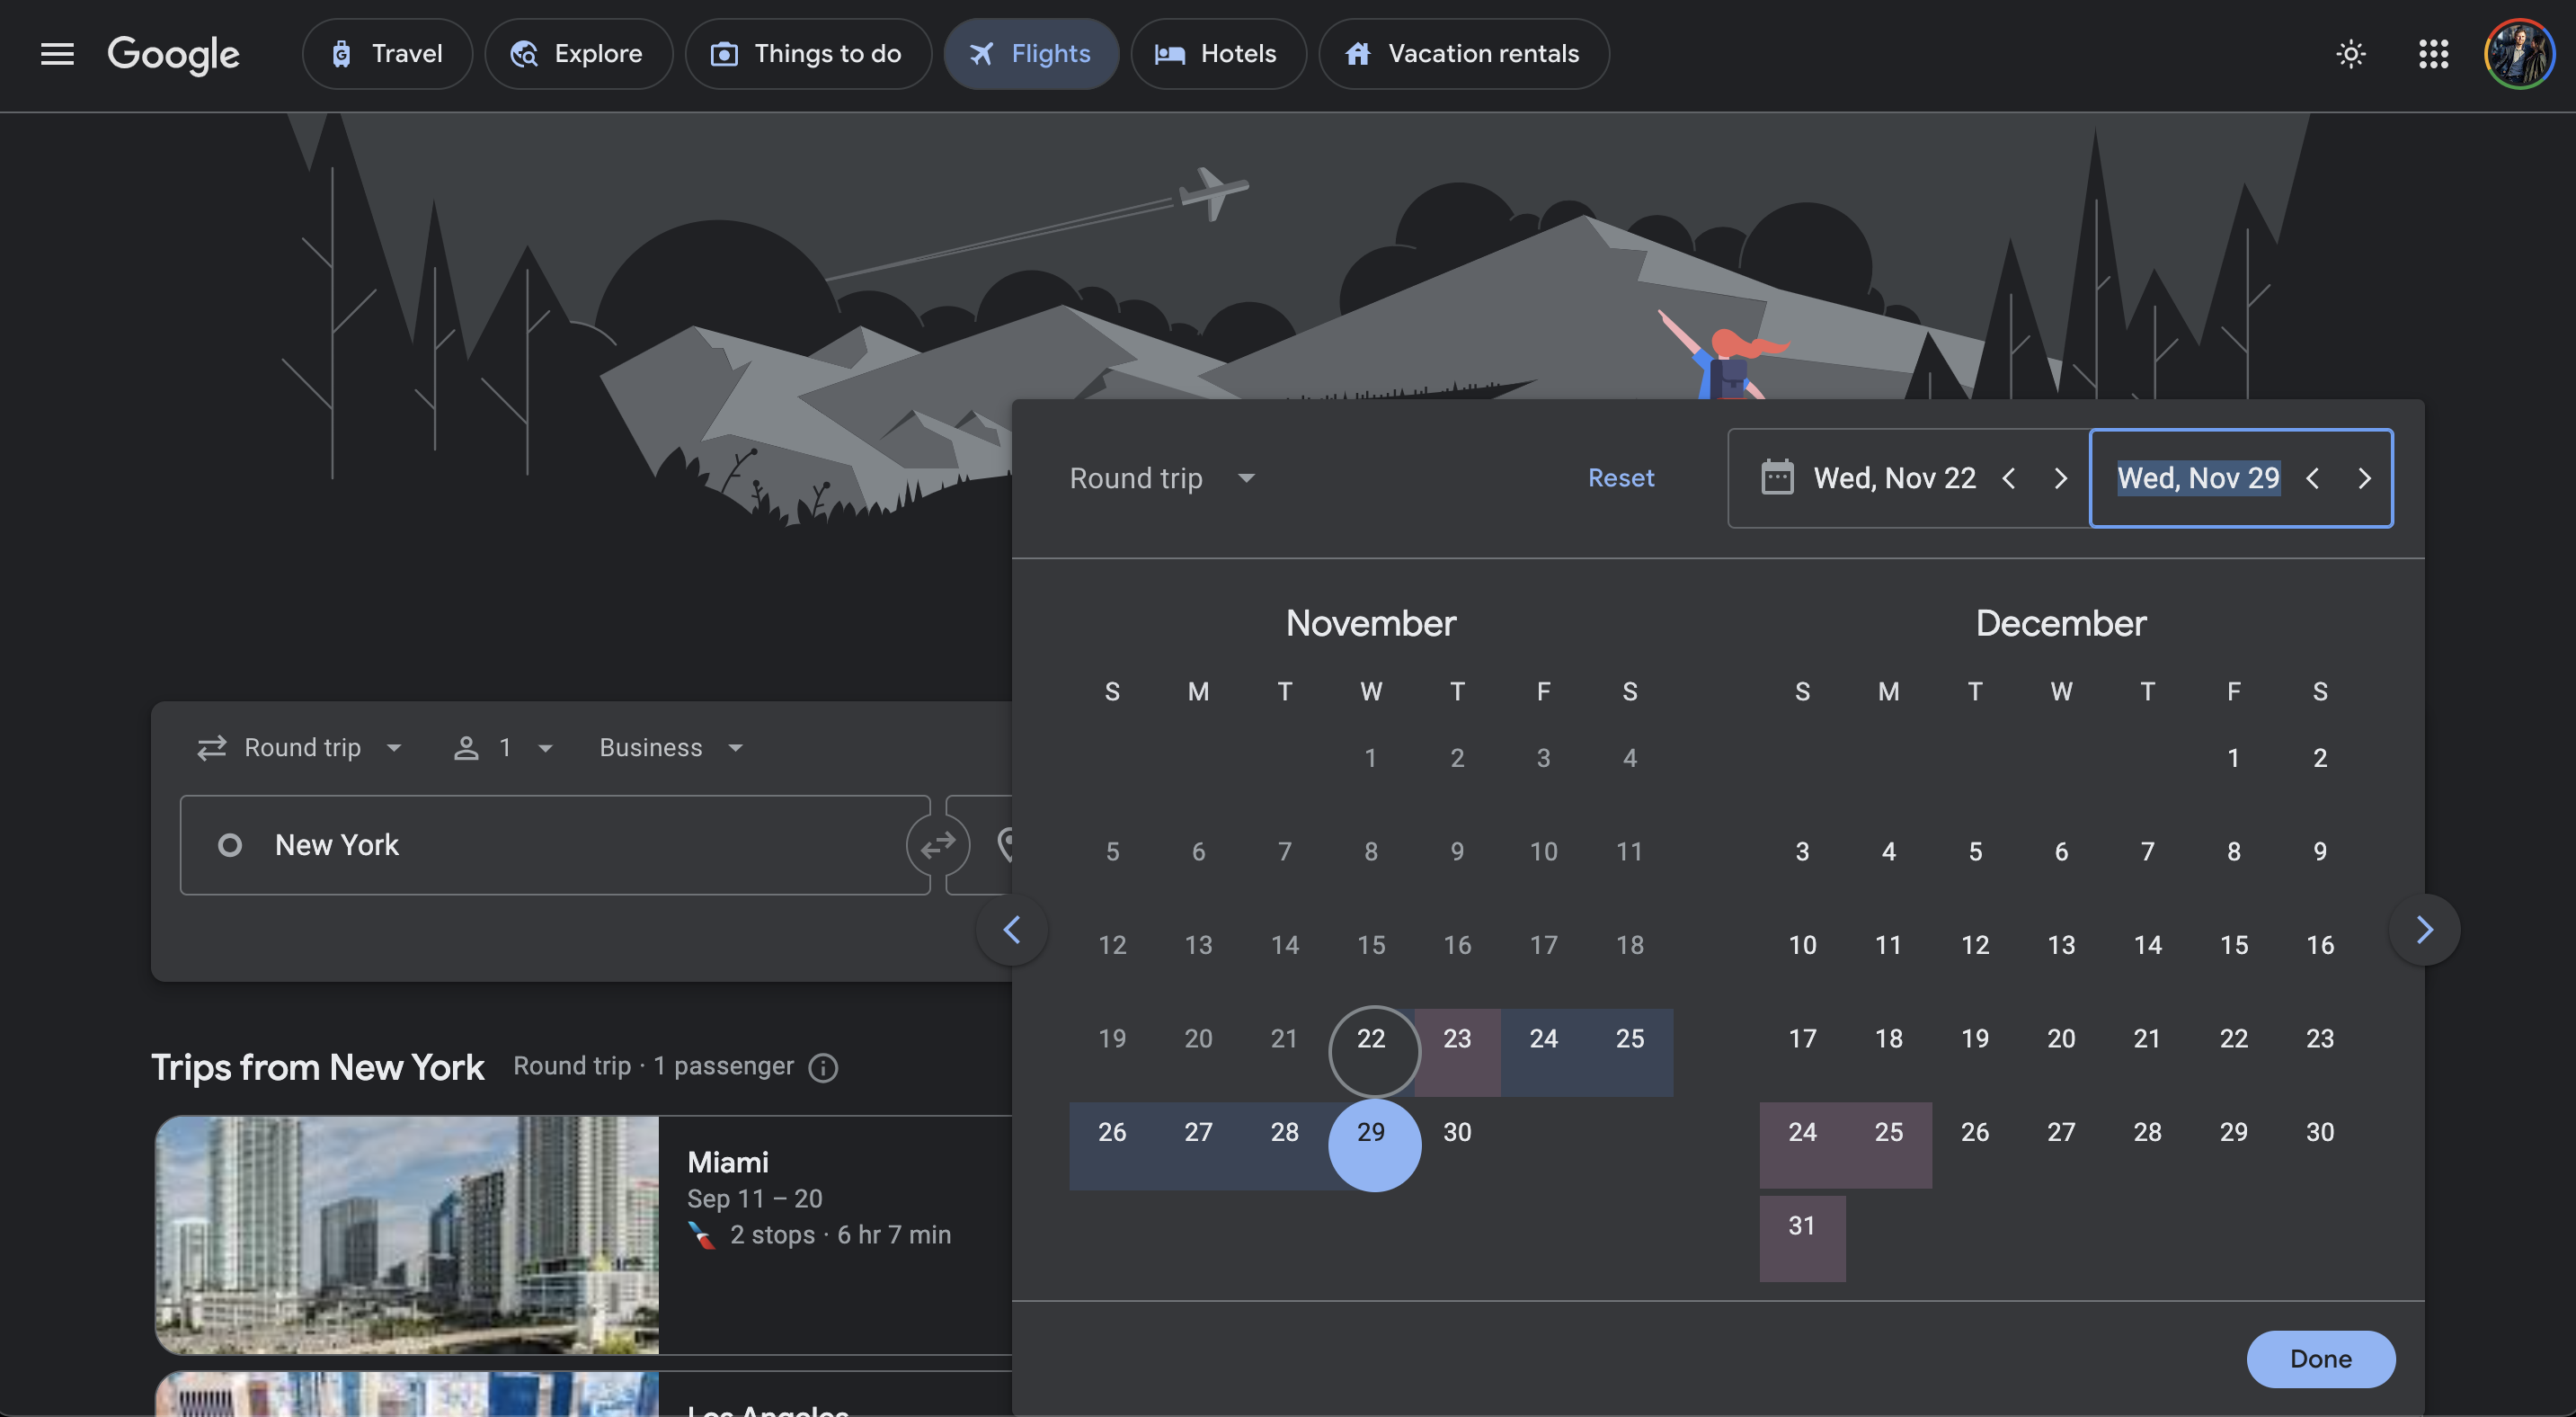 Google
Travel
Explore
Things to do
Flights
Hotels
Vacation rentals
Round trip
Reset
Wed, Nov 22
Wed, Nov 29
November
December
S M T W T F S
S M T W T F S
1 2 3 4
1 2
5 6 7 8 9 10 11
3 4 5 6 7 8 9
12 13 14 15 16 17 18
10 11 12 13 14 15 16
19 20 21 22 23 24 25
17 18 19 20 21 22 23
26 27 28 29 30
24 25 26 27 28 29 30
31
Done
Round trip
1
Business
New York
Trips from New York
Round trip · 1 passenger
Miami
Sep 11 – 20
2 stops · 6 hr 7 min
Los Angeles